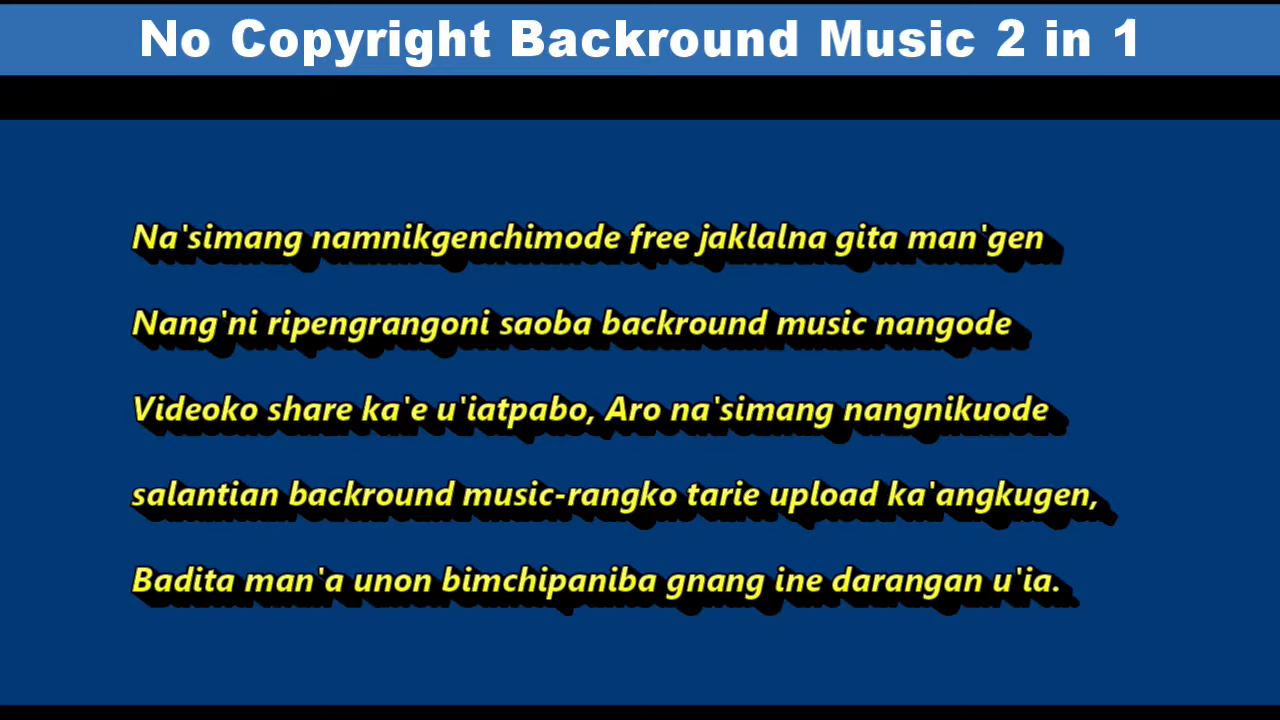 No Copyright Backround Music 2 in 1
Na'simang namnikgenchimode free jaklalna gita man'gen
Nang'ni ripengrangoni saoba backround music nangode
Videoko share ka'e u'iatpabo, Aro na'simang nangnikuode
salantian backround music-rangko tarie upload ka'angkugen,
Badita man'a unon bimchipaniba gnang ine darangan u'ia.